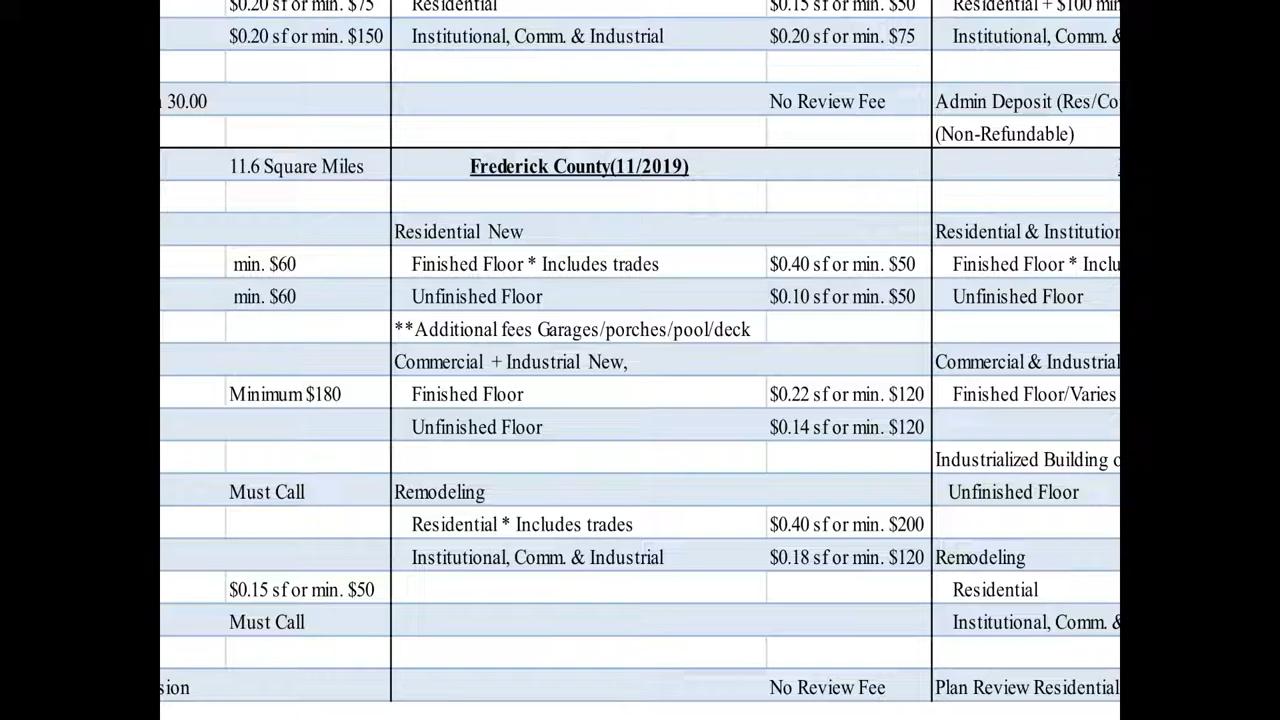 $0.20 sf or min. $75 Residential $0.15 sf or min. $50 Residential + $100 min
$0.20 sf or min. $150 Institutional, Comm. & Industrial $0.20 sf or min. $75 Institutional, Comm. &
30.00 No Review Fee Admin Deposit (Res/Co
(Non-Refundable)
11.6 Square Miles Frederick County(11/2019)
Residential New Residential & Institution
min. $60 Finished Floor * Includes trades $0.40 sf or min. $50 Finished Floor * Inclu
min. $60 Unfinished Floor $0.10 sf or min. $50 Unfinished Floor
**Additional fees Garages/porches/pool/deck
Commercial + Industrial New, Commercial & Industrial
Minimum $180 Finished Floor $0.22 sf or min. $120 Finished Floor/Varies
Unfinished Floor $0.14 sf or min. $120
Industrialized Building o
Must Call Remodeling Unfinished Floor
Residential * Includes trades $0.40 sf or min. $200
Institutional, Comm. & Industrial $0.18 sf or min. $120 Remodeling
$0.15 sf or min. $50 Residential
Must Call Institutional, Comm. &
sion No Review Fee Plan Review Residential